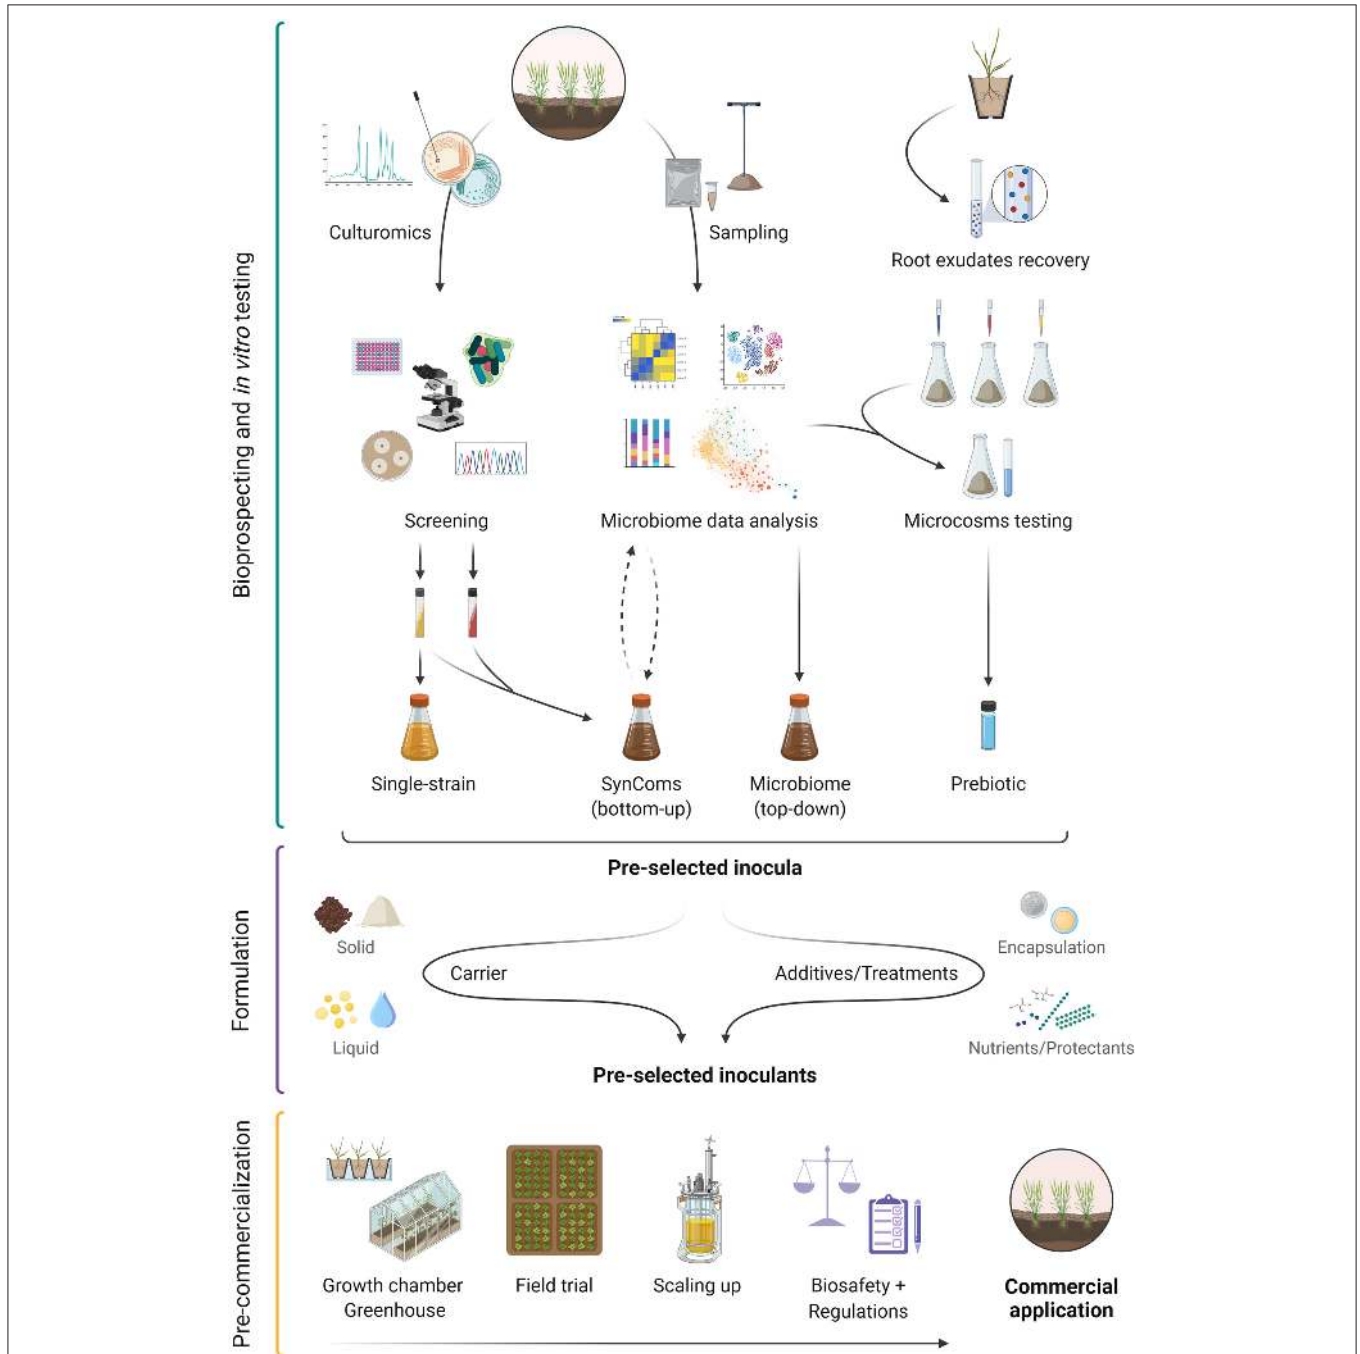 Bioprospecting and in vitro testing
Culturomics
Sampling
Root exudates recovery
Screening
Microbiome data analysis
Microcosms testing
Single-strain
SynComs
(bottom-up)
Microbiome
(top-down)
Prebiotic
Pre-selected inocula
Formulation
Solid
Liquid
Carrier
Additives/Treatments
Encapsulation
Nutrients/Protectants
Pre-selected inoculants
Pre-commercialization
Growth chamber
Greenhouse
Field trial
Scaling up
Biosafety +
Regulations
Commercial
application